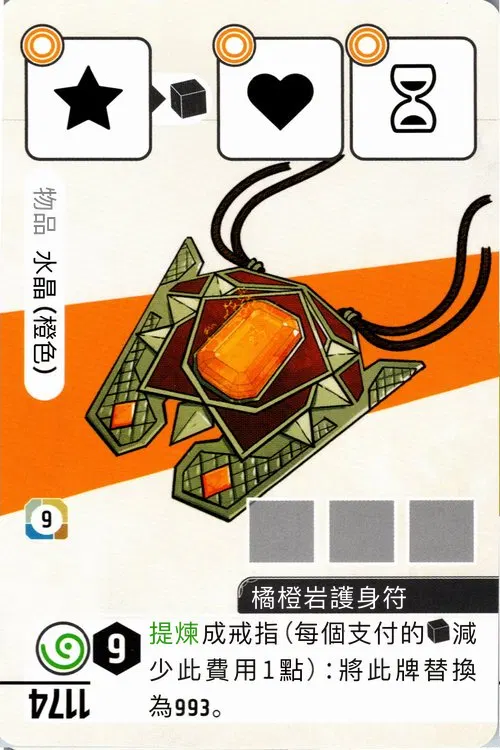 物品 水晶(橙色)
9
橘橙岩護身符
9 提煉成戒指(每個支付的減
少此費用1點):將此牌替換
為993。
1174